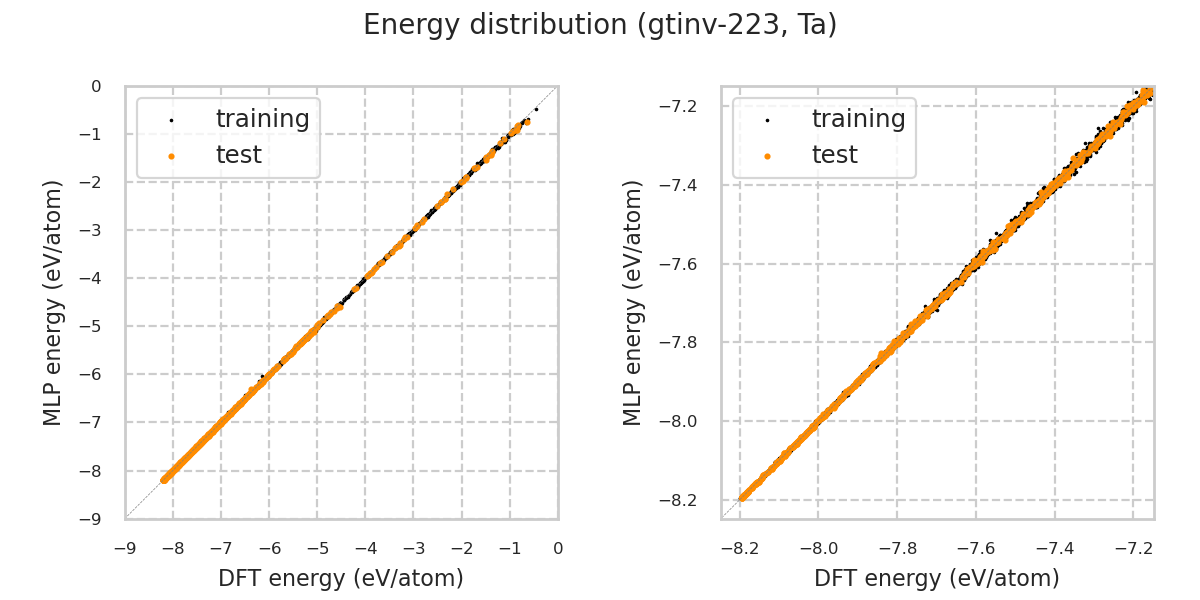 Energy distribution (gtinv-223, Ta)
0
−1
−2
−3
−4
−5
−6
−7
−8
−9
MLP energy (eV/atom)
training
test
−9 −8 −7 −6 −5 −4 −3 −2 −1 0
DFT energy (eV/atom)
−7.2
−7.4
−7.6
−7.8
−8.0
−8.2
MLP energy (eV/atom)
training
test
−8.2 −8.0 −7.8 −7.6 −7.4 −7.2
DFT energy (eV/atom)